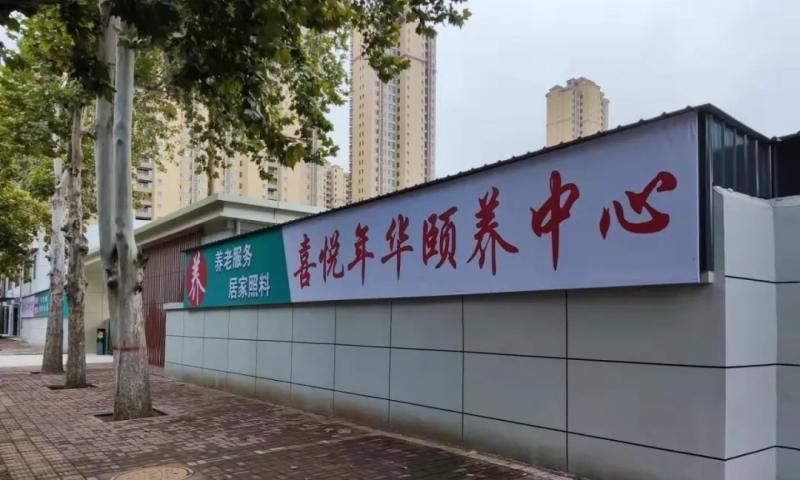 养
养老服务
居家照料
喜悦年华颐养中心